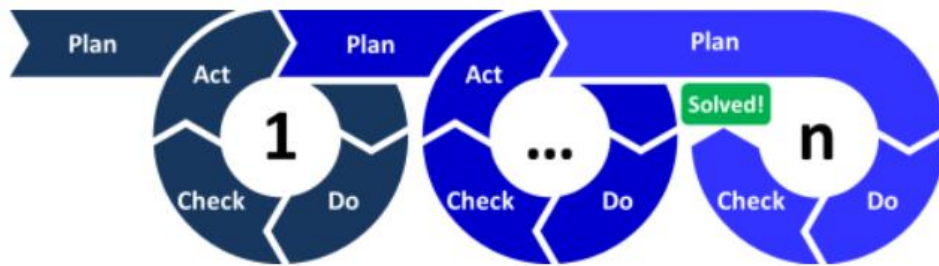 Plan
Plan
Plan
Act
Act
Solved!
1
...
n
Check
Do
Check
Do
Check
Do